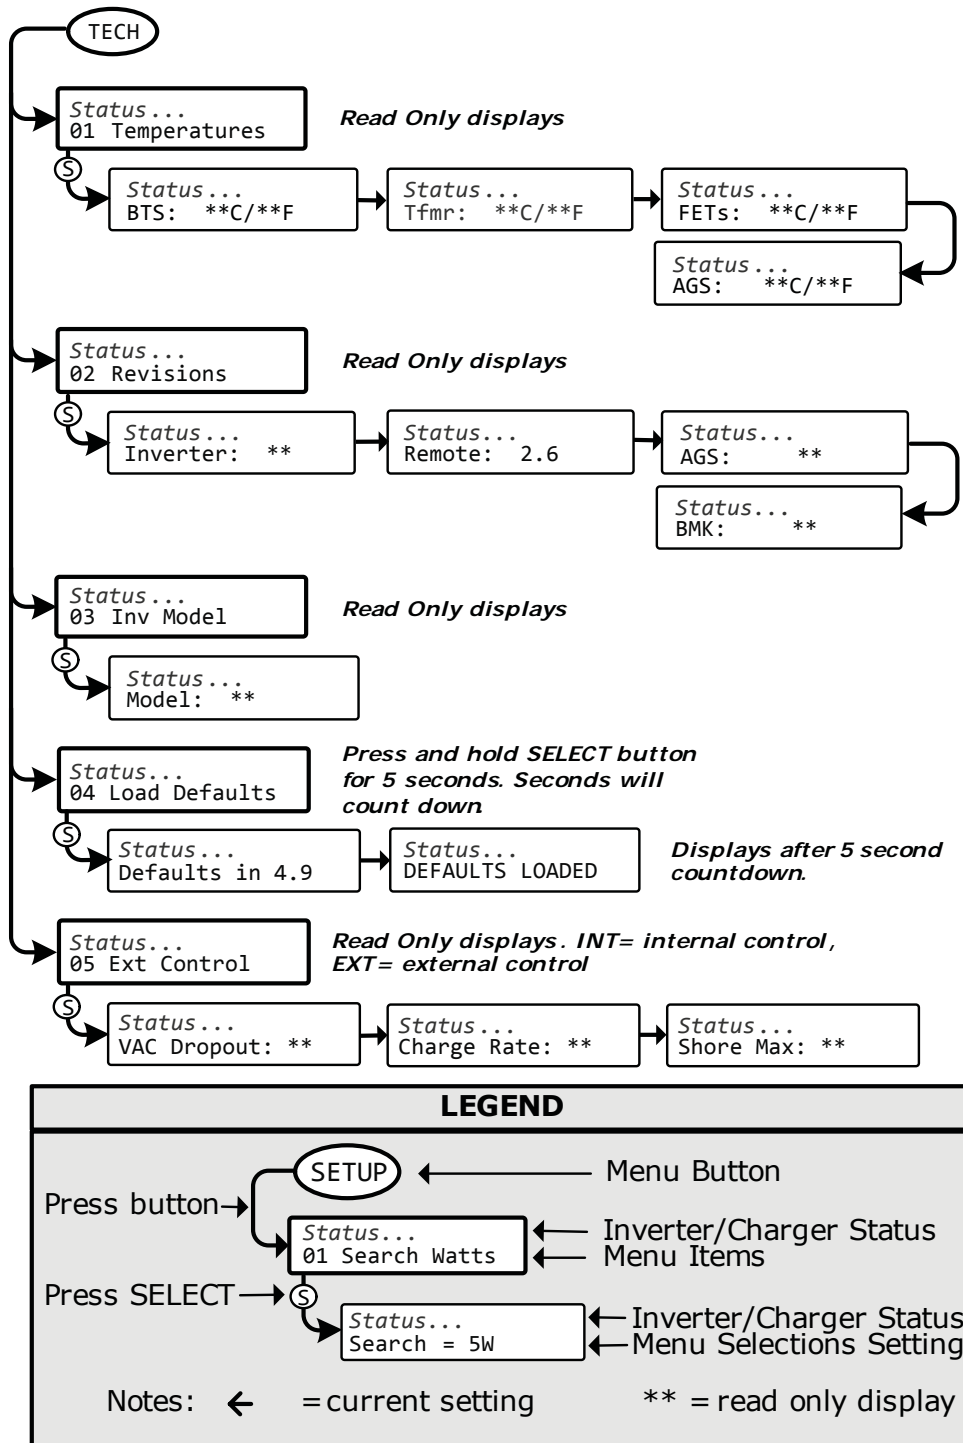 TECH
Status...
01 Temperatures
Read Only displays
S
Status...
BTS: **C/**F
Status...
Tfmr: **C/**F
Status...
FETs: **C/**F
Status...
AGS: **C/**F
Status...
02 Revisions
Read Only displays
S
Status...
Inverter: **
Status...
Remote: 2.6
Status...
AGS: **
Status...
BMK: **
Status...
03 Inv Model
Read Only displays
S
Status...
Model: **
Status...
04 Load Defaults
Press and hold SELECT button
for 5 seconds. Seconds will
count down.
S
Status...
Defaults in 4.9
Status...
DEFAULTS LOADED
Displays after 5 second
countdown.
Status...
05 Ext Control
Read Only displays. INT= internal control,
EXT= external control
S
Status...
VAC Dropout: **
Status...
Charge Rate: **
Status...
Shore Max: **
LEGEND
SETUP
Menu Button
Press button
Status...
01 Search Watts
Inverter/Charger Status
Menu Items
Press SELECT
S
Status...
Search = 5W
Inverter/Charger Status
Menu Selections Setting
Notes: ← =current setting ** =read only display